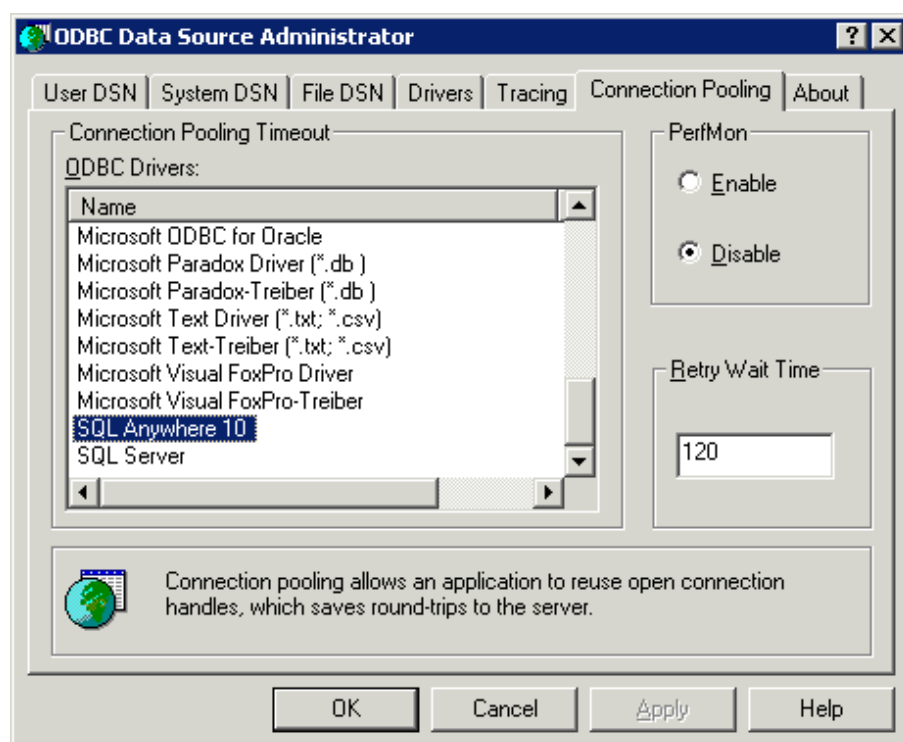 ODBC Data Source Administrator
User DSN System DSN File DSN Drivers Tracing Connection Pooling About
Connection Pooling Timeout
ODBC Drivers:
Name
Microsoft ODBC for Oracle
Microsoft Paradox Driver (*.db )
Microsoft Paradox-Treiber (*.db )
Microsoft Text Driver (*.txt; *.csv)
Microsoft Text-Treiber (*.txt; *.csv)
Microsoft Visual FoxPro Driver
Microsoft Visual FoxPro-Treiber
SQL Anywhere 10
SQL Server
PerfMon
Enable
Disable
Retry Wait Time
120
Connection pooling allows an application to reuse open connection
handles, which saves round-trips to the server.
OK Cancel Apply Help